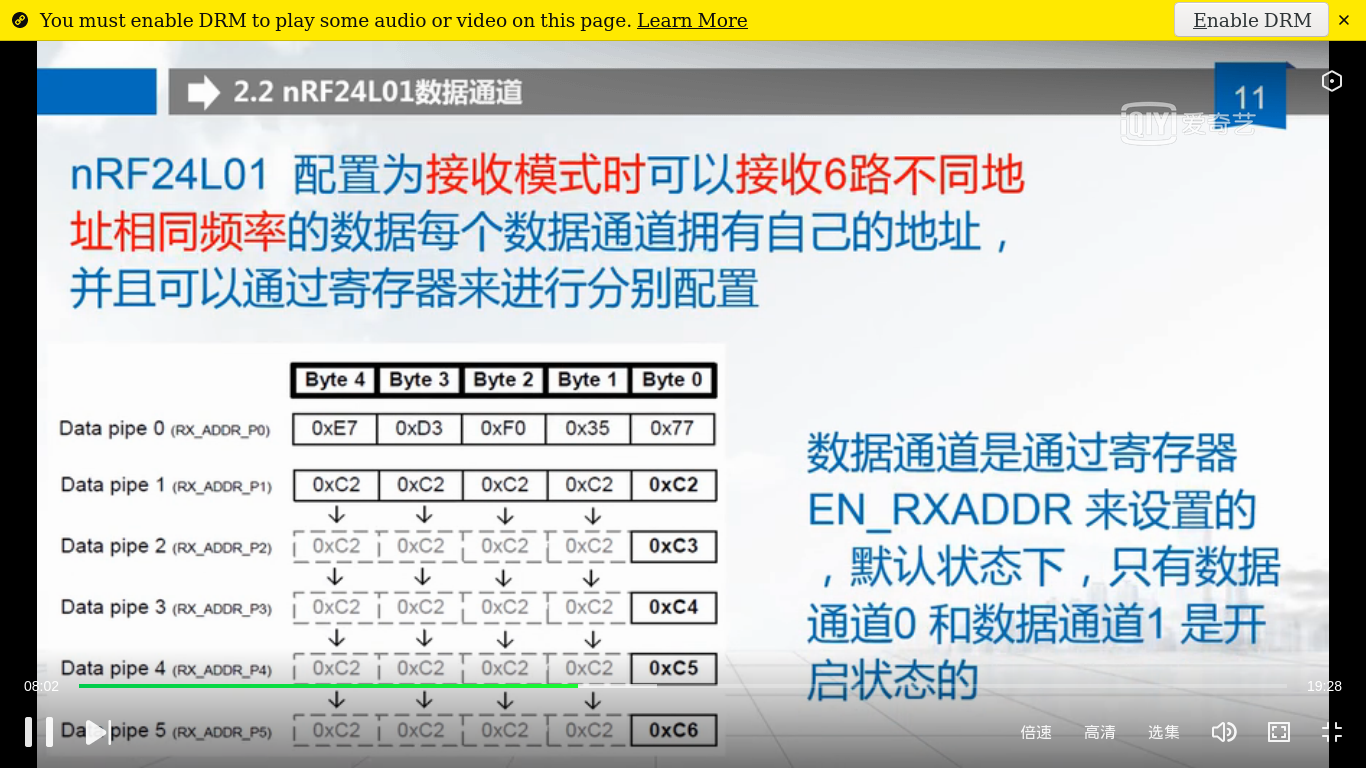 You must enable DRM to play some audio or video on this page. Learn More
Enable DRM
2.2 nRF24L01数据通道
11
QIY 爱奇艺
nRF24L01 配置为接收模式时可以接收6路不同地
址相同频率的数据每个数据通道拥有自己的地址，
并且可以通过寄存器来进行分别配置
Byte 4 Byte 3 Byte 2 Byte 1 Byte 0
Data pipe 0 (RX_ADDR_P0) 0xE7 0xD3 0xF0 0x35 0x77
Data pipe 1 (RX_ADDR_P1) 0xC2 0xC2 0xC2 0xC2 0xC2
Data pipe 2 (RX_ADDR_P2) 0xC2 0xC2 0xC2 0xC2 0xC3
Data pipe 3 (RX_ADDR_P3) 0xC2 0xC2 0xC2 0xC2 0xC4
Data pipe 4 (RX_ADDR_P4) 0xC2 0xC2 0xC2 0xC2 0xC5
Data pipe 5 (RX_ADDR_P5) 0xC2 0xC2 0xC2 0xC2 0xC6
数据通道是通过寄存器
EN_RXADDR 来设置的
，默认状态下，只有数据
通道0 和数据通道1 是开
启状态的
08:02
19:28
倍速 高清 选集